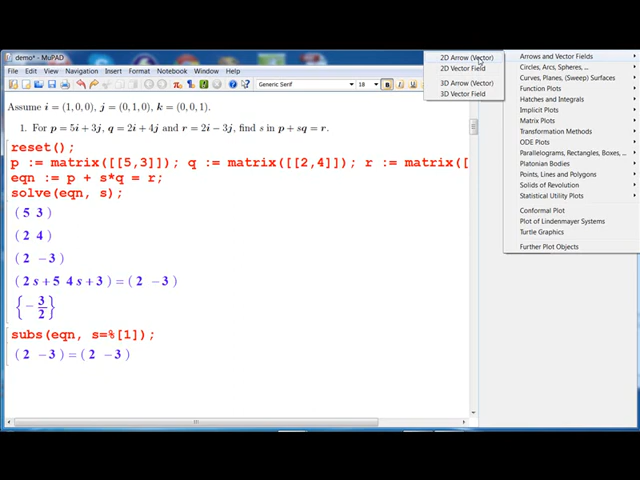 demo* - MuPAD
File Edit View Navigation Insert Format Notebook Window Help
Generic Serif 18
Assume i = (1,0,0), j = (0,1,0), k = (0,0,1).
1. For p = 5i + 3j, q = 2i + 4j and r = 2i − 3j, find s in p + sq = r.
reset();
p := matrix([[5,3]]); q := matrix([[2,4]]); r := matrix([
eqn := p + s*q = r;
solve(eqn, s);
( 5 3 )
( 2 4 )
( 2 −3 )
( 2 s + 5 4 s + 3 ) = ( 2 −3 )
{ − 3/2 }
subs(eqn, s=%[1]);
( 2 −3 ) = ( 2 −3 )
2D Arrow (Vector)
2D Vector Field
3D Arrow (Vector)
3D Vector Field
Arrows and Vector Fields
Circles, Arcs, Spheres, ...
Curves, Planes, (Sweep) Surfaces
Function Plots
Hatches and Integrals
Implicit Plots
Matrix Plots
Transformation Methods
ODE Plots
Parallelograms, Rectangles, Boxes, ...
Platonian Bodies
Points, Lines and Polygons
Solids of Revolution
Statistical Utility Plots
Conformal Plot
Plot of Lindenmayer Systems
Turtle Graphics
Further Plot Objects